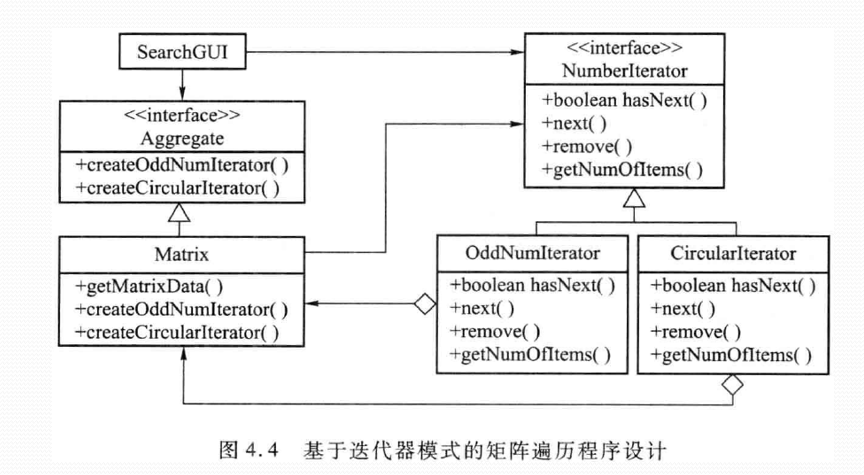 SearchGUI
<<interface>>
Aggregate
+createOddNumIterator( )
+createCircularIterator( )
Matrix
+getMatrixData( )
+createOddNumIterator( )
+createCircularIterator( )
<<interface>>
NumberIterator
+boolean hasNext( )
+next( )
+remove( )
+getNumOfItems( )
OddNumIterator
+boolean hasNext( )
+next( )
+remove( )
+getNumOfItems( )
CircularIterator
+boolean hasNext( )
+next( )
+remove( )
+getNumOfItems( )
图 4.4 基于迭代器模式的矩阵遍历程序设计